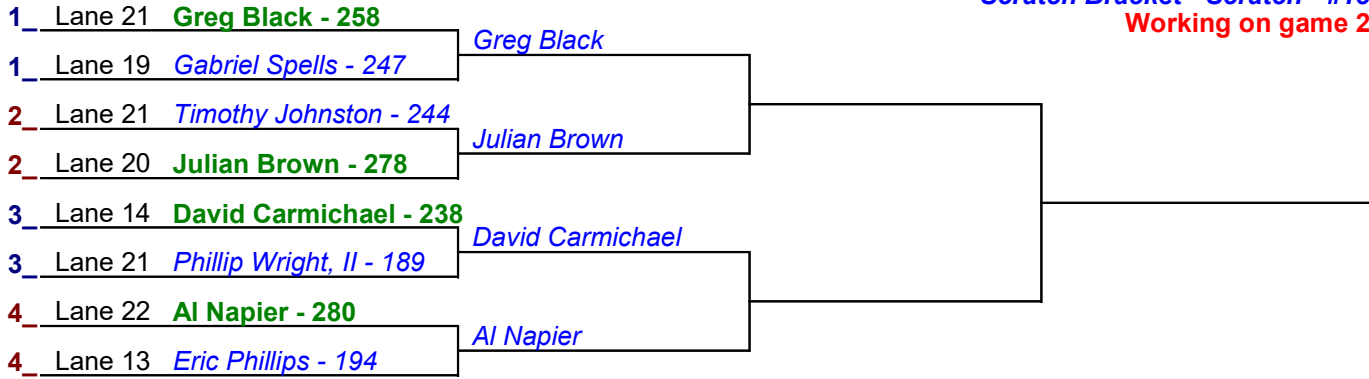 1_ Lane 21 Greg Black - 258
Working on game 2
Greg Black
1_ Lane 19 Gabriel Spells - 247
2_ Lane 21 Timothy Johnston - 244
Julian Brown
2_ Lane 20 Julian Brown - 278
3_ Lane 14 David Carmichael - 238
David Carmichael
3_ Lane 21 Phillip Wright, II - 189
4_ Lane 22 Al Napier - 280
Al Napier
4_ Lane 13 Eric Phillips - 194